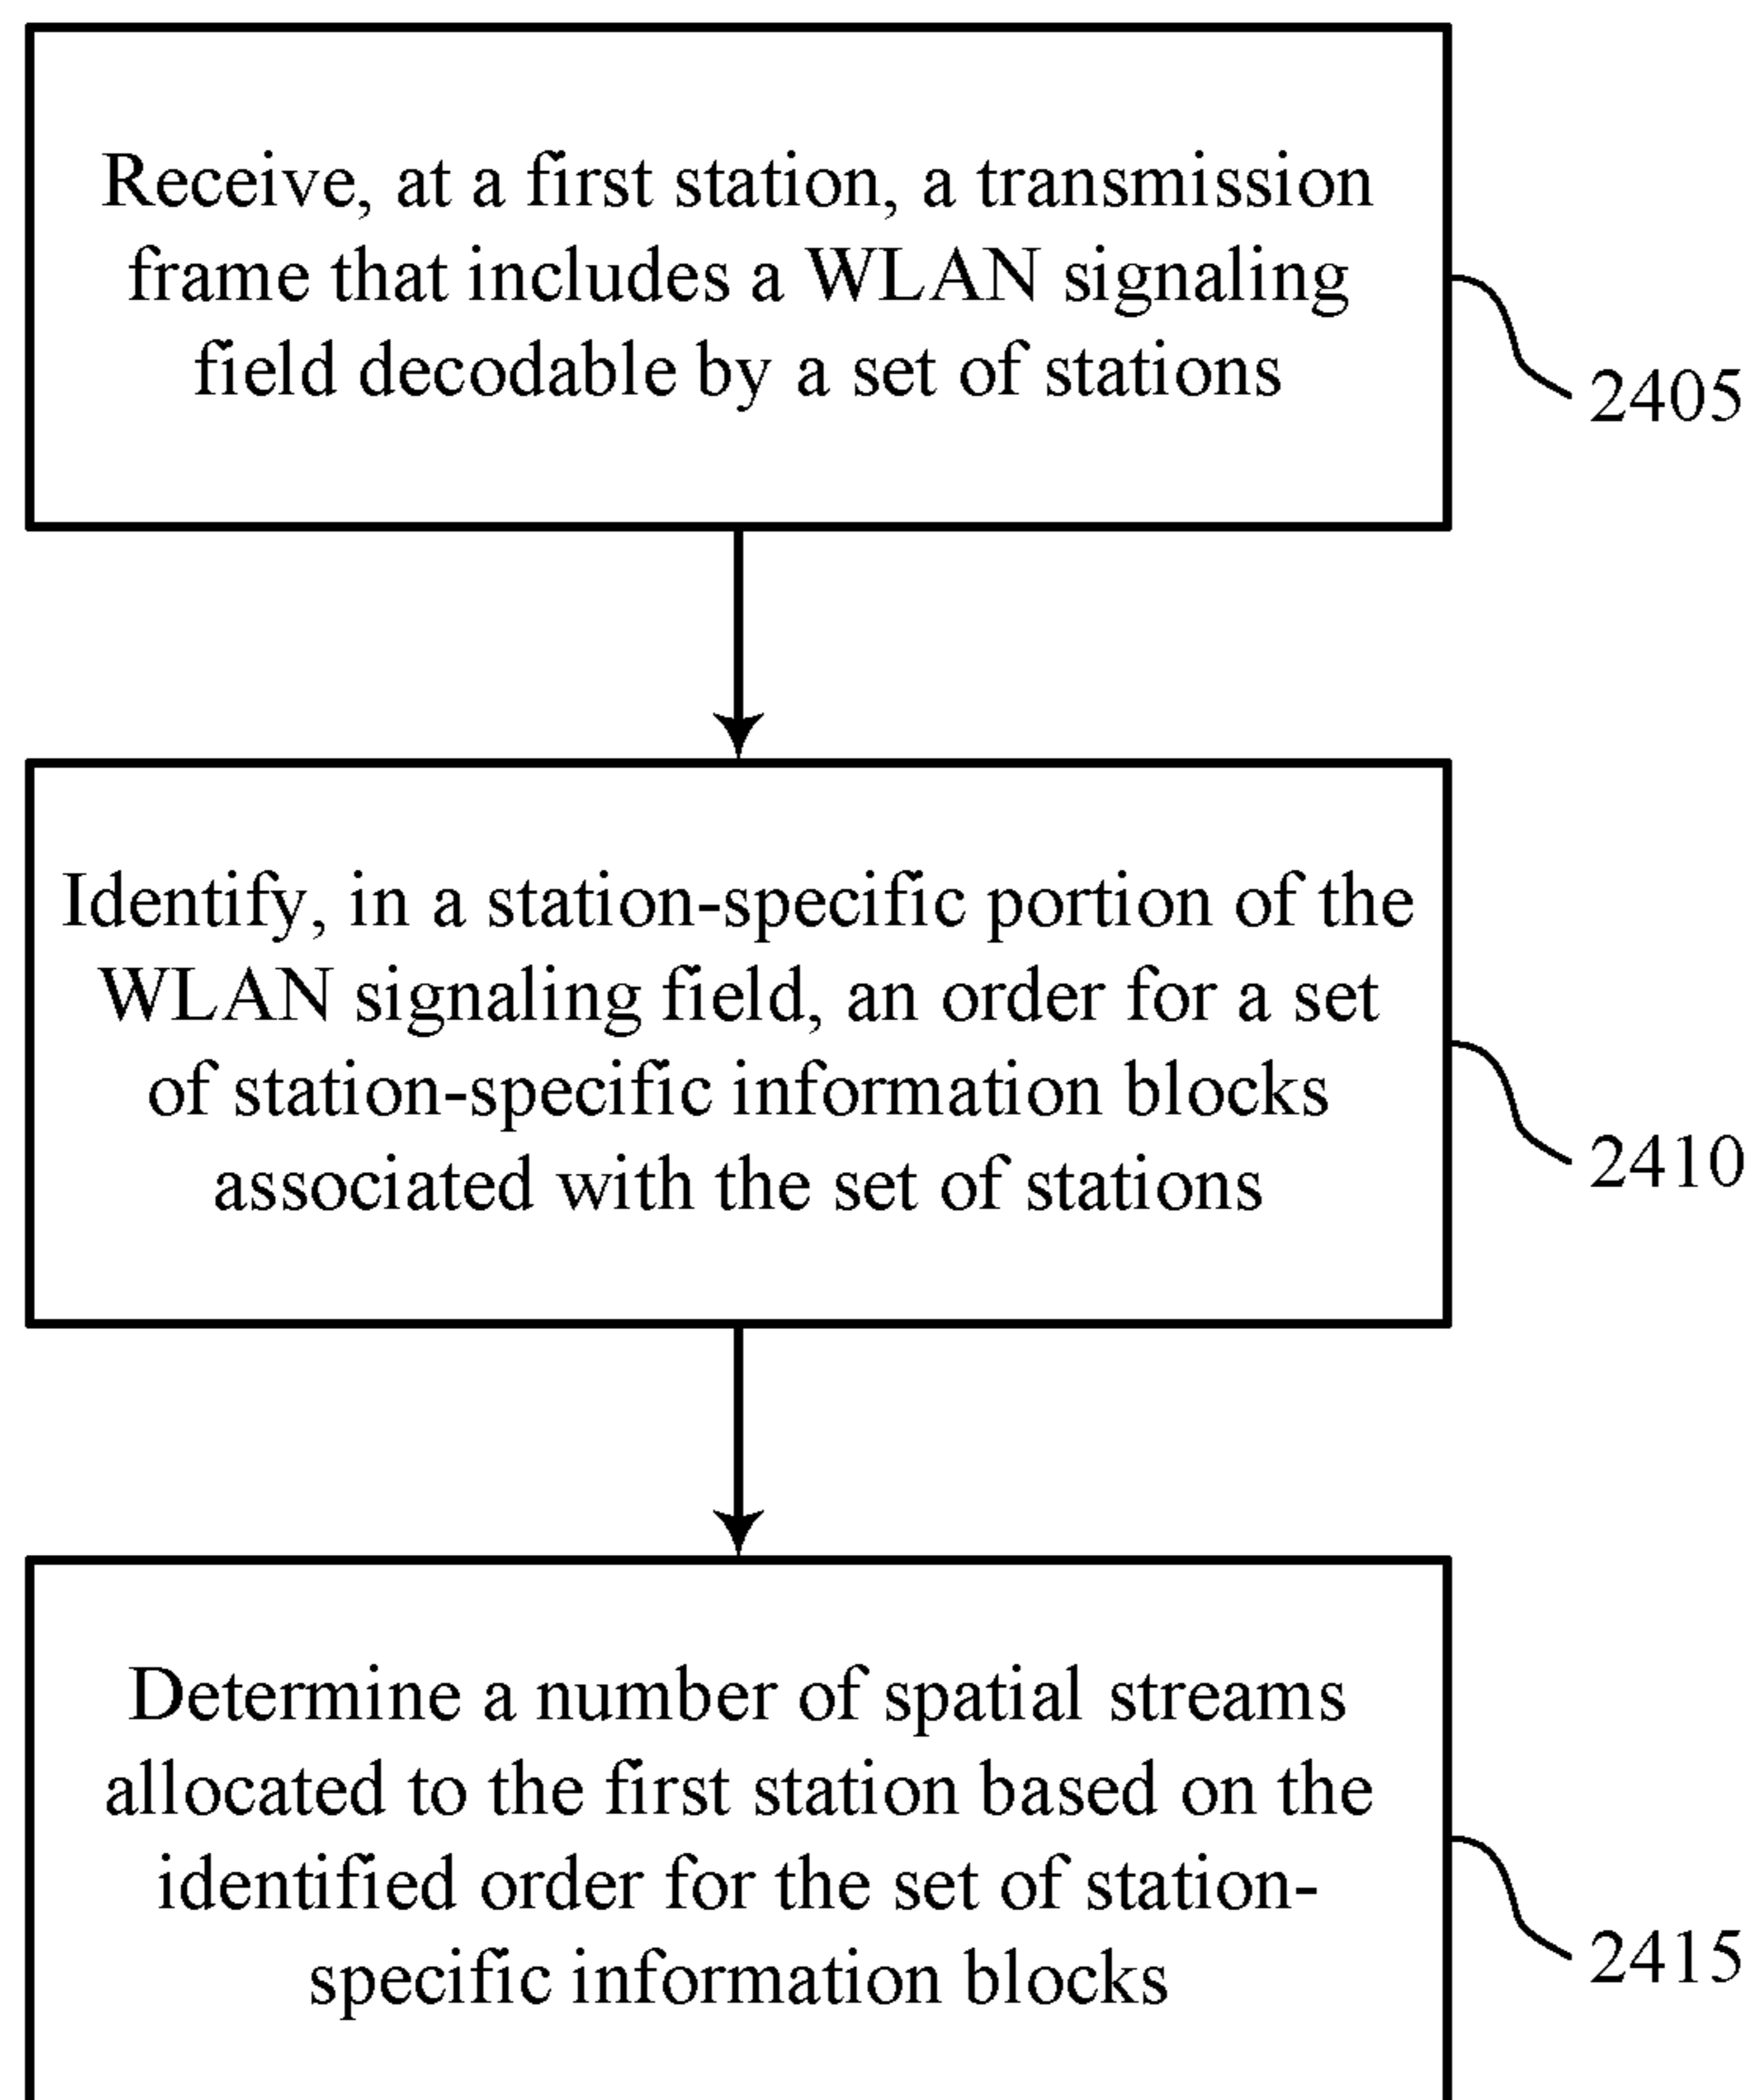 Receive, at a first station, a transmission
frame that includes a WLAN signaling
field decodable by a set of stations
2405
Identify, in a station-specific portion of the
WLAN signaling field, an order for a set
of station-specific information blocks
associated with the set of stations
2410
Determine a number of spatial streams
allocated to the first station based on the
identified order for the set of station-
specific information blocks
2415